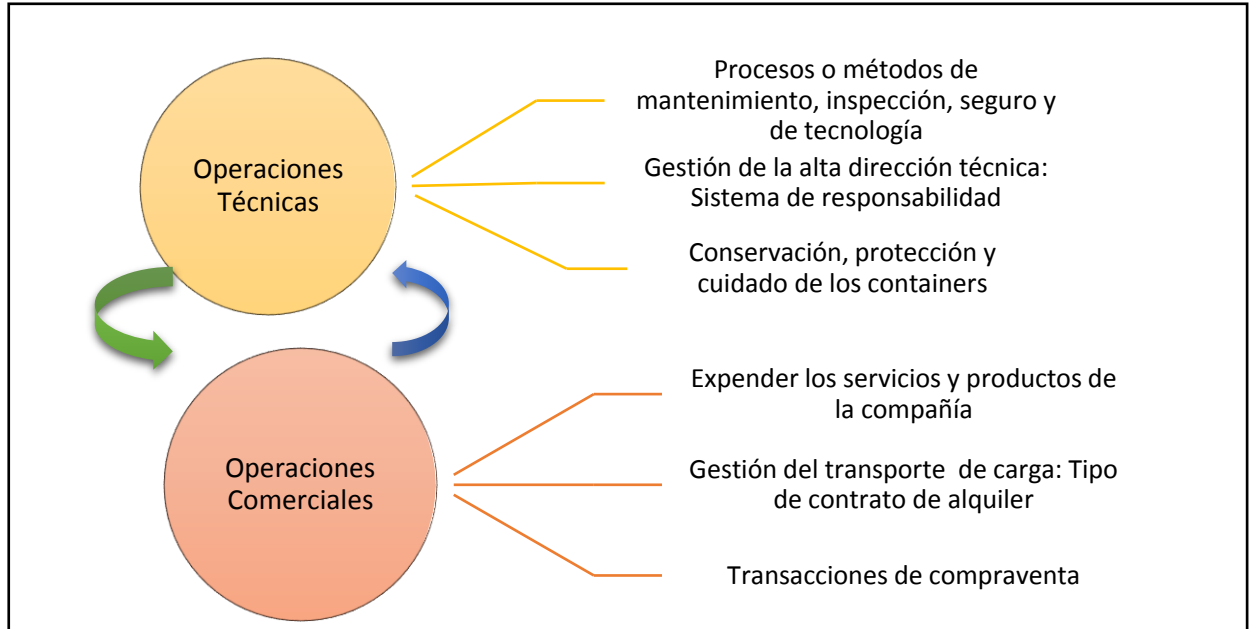 Operaciones
Técnicas
Procesos o métodos de
mantenimiento, inspección, seguro y
de tecnología
Gestión de la alta dirección técnica:
Sistema de responsabilidad
Conservación, protección y
cuidado de los containers
Operaciones
Comerciales
Expender los servicios y productos de
la compañía
Gestión del transporte de carga: Tipo
de contrato de alquiler
Transacciones de compraventa